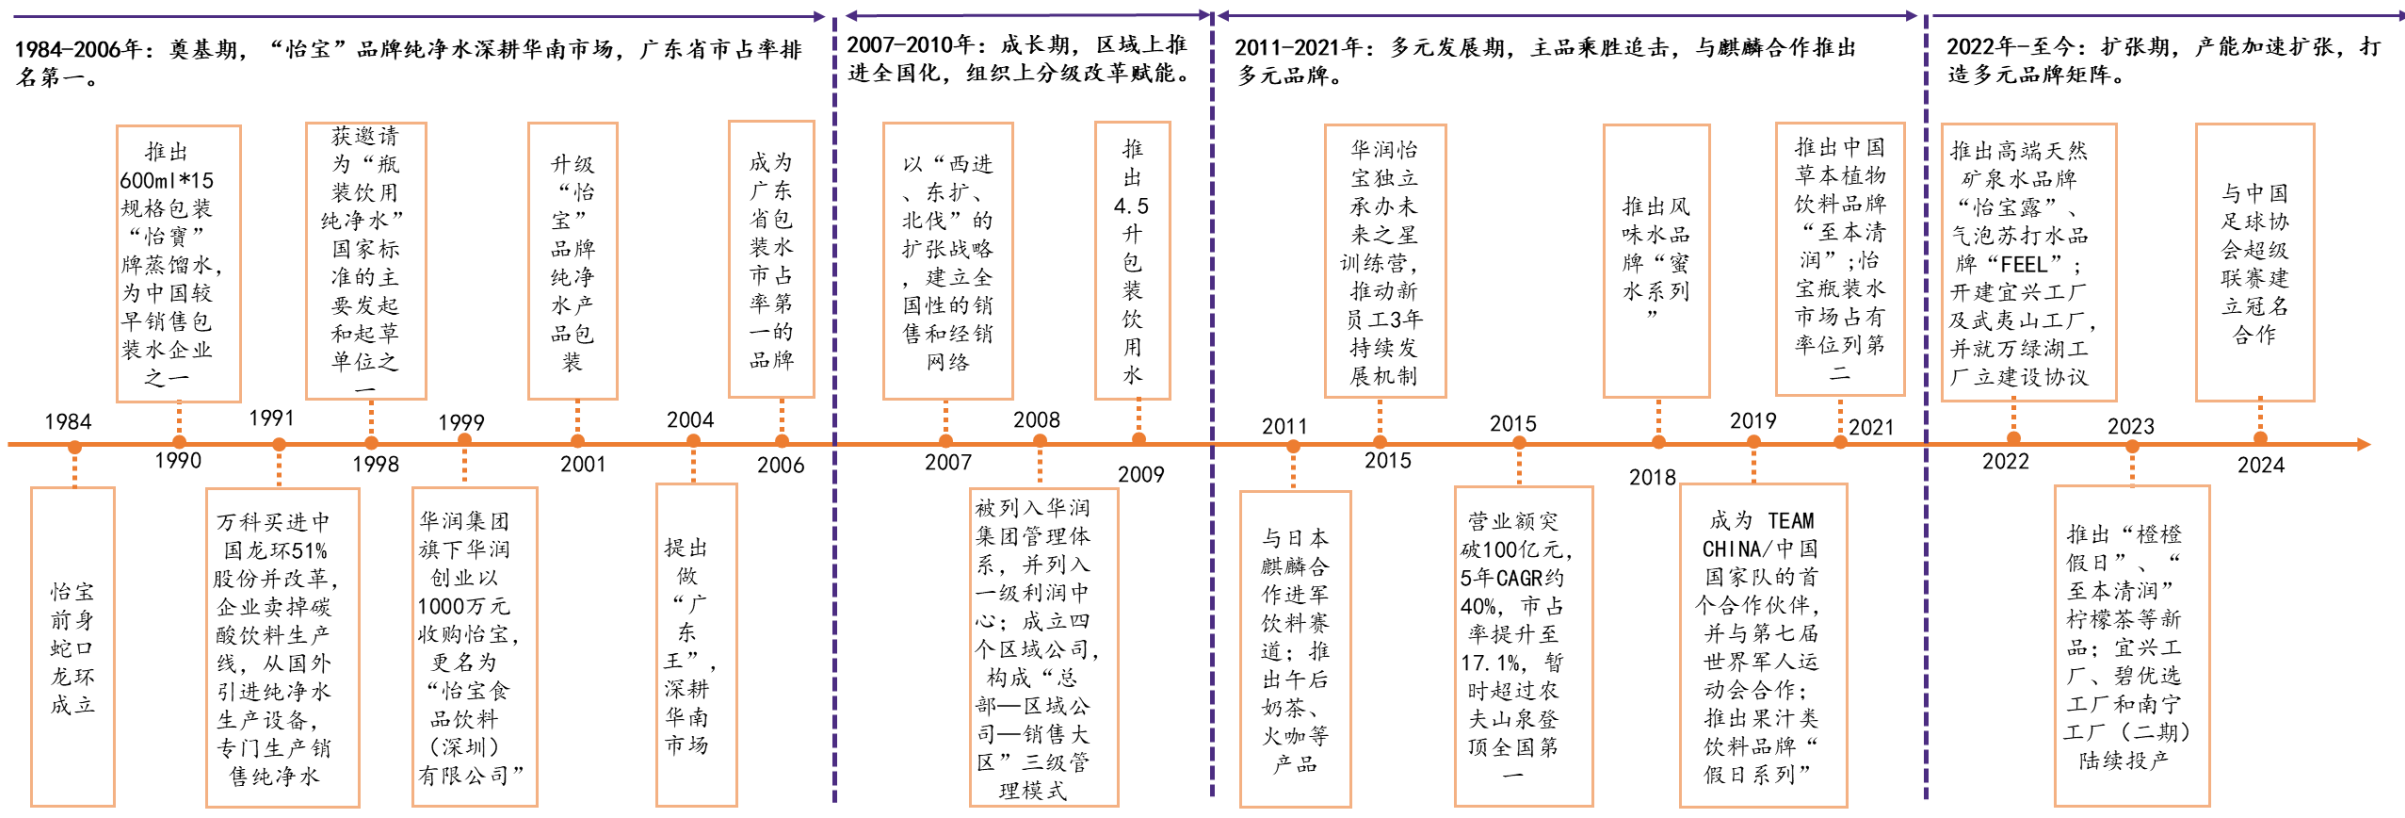 1984-2006年：奠基期，“怡宝”品牌纯净水深耕华南市场，广东省市占率排
名第一。
2007-2010年：成长期，区域上推
进全国化，组织上分级改革赋能。
2011-2021年：多元发展期，主品乘胜追击，与麒麟合作推出
多元品牌。
2022年-至今：扩张期，产能加速扩张，打
造多元品牌矩阵。
推出
600ml*15
规格包装
“怡寶”
牌蒸馏水，
为中国较
早销售包
装水企业
之一
获邀请
为“瓶
装饮用
纯净水”
国家标
准的主
要发起
和起草
单位之
一
升级
“怡
宝”
品牌
纯净
水产
品包
装
成为
广东
省包
装水
市占
率第
一的
品牌
以“西进
、东扩、
北伐”的
扩张战略
，建立全
国性的销
售和经销
网络
推
出
4.5
升
包
装
饮
用
水
华润怡
宝独立
承办未
来之星
训练营，
推动新
员工3年
持续发
展机制
推出风
味水品
牌“蜜
水系列
”
推出中国
草本植物
饮料品牌
“至本清
润”;怡
宝瓶装水
市场占有
率位列第
二
推出高端天然
矿泉水品牌
“怡宝露”、
气泡苏打水品
牌“FEEL”；
开建宜兴工厂
及武夷山工厂，
并就万绿湖工
厂立建设协议
与中国
足球协
会超级
联赛建
立冠名
合作
1984
1990
1991
1998
1999
2001
2004
2006
2007
2008
2009
2011
2015
2015
2018
2019
2021
2022
2023
2024
怡宝
前身
蛇口
龙环
成立
万科买进中
国龙环51%
股份并改革，
企业卖掉碳
酸饮料生产
线，从国外
引进纯净水
生产设备，
专门生产销
售纯净水
华润集团
旗下华润
创业以
1000万元
收购怡宝，
更名为
“怡宝食
品饮料
（深圳）
有限公司”
提出
做
“广
东
王”，
深耕
华南
市场
被列入华润
集团管理体
系，并列入
一级利润中
心；成立四
个区域公司，
构成“总
部—区域公
司—销售大
区”三级管
理模式
与日本
麒麟合
作进军
饮料赛
道；推
出午后
奶茶、
火咖等
产品
营业额突
破100亿元，
5年CAGR约
40%，市占
率提升至
17.1%，暂
时超过农
夫山泉登
顶全国第
一
成为 TEAM
CHINA/中国
国家队的首
个合作伙伴，
并与第七届
世界军人运
动会合作；
推出果汁类
饮料品牌“
假日系列”
推出“橙橙
假日”、“
至本清润”
柠檬茶等新
品；宜兴工
厂、碧优选
工厂和南宁
工厂（二期）
陆续投产